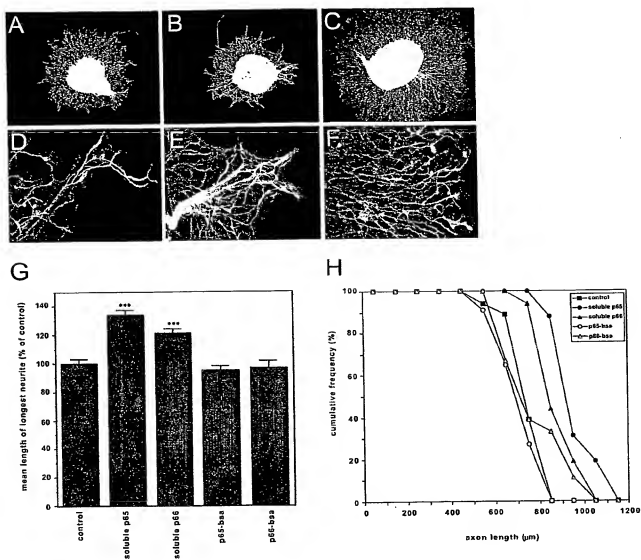 A B C
D E F
G
mean length of longest neurite (% of control)
140
120
100
80
60
40
20
0
***
***
control
soluble p65
soluble p66
p65-bsa
p66-bsa
H
cumulative frequency (%)
100
80
60
40
20
0
control
soluble p65
soluble p66
p65-bsa
p66-bsa
0 200 400 600 800 1000 1200
axon length (μm)